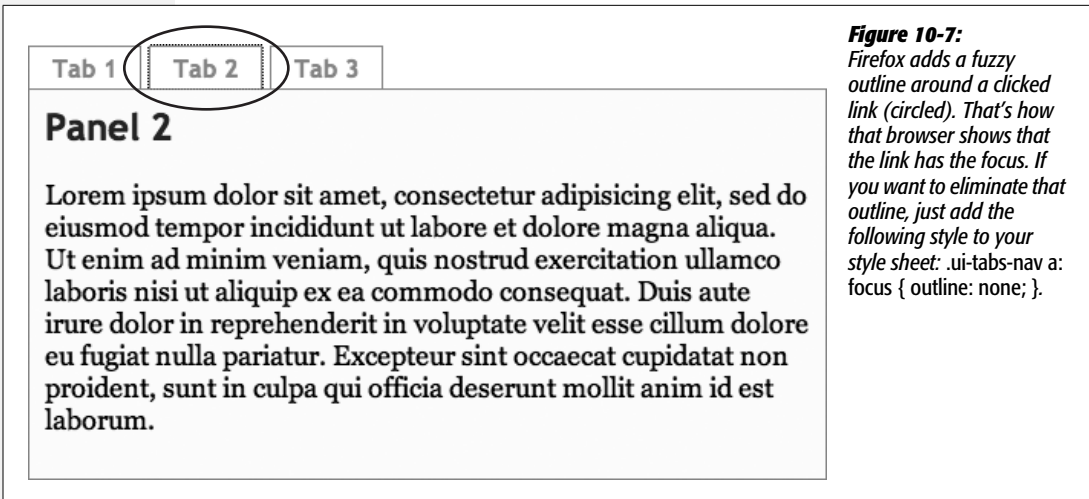 Tab 1
Tab 2
Tab 3
Panel 2
Lorem ipsum dolor sit amet, consectetur adipisicing elit, sed do
eiusmod tempor incididunt ut labore et dolore magna aliqua.
Ut enim ad minim veniam, quis nostrud exercitation ullamco
laboris nisi ut aliquip ex ea commodo consequat. Duis aute
irure dolor in reprehenderit in voluptate velit esse cillum dolore
eu fugiat nulla pariatur. Excepteur sint occaecat cupidatat non
proident, sunt in culpa qui officia deserunt mollit anim id est
laborum.
Figure 10-7:
Firefox adds a fuzzy
outline around a clicked
link (circled). That's how
that browser shows that
the link has the focus. If
you want to eliminate that
outline, just add the
following style to your
style sheet: .ui-tabs-nav a:
focus { outline: none; }.